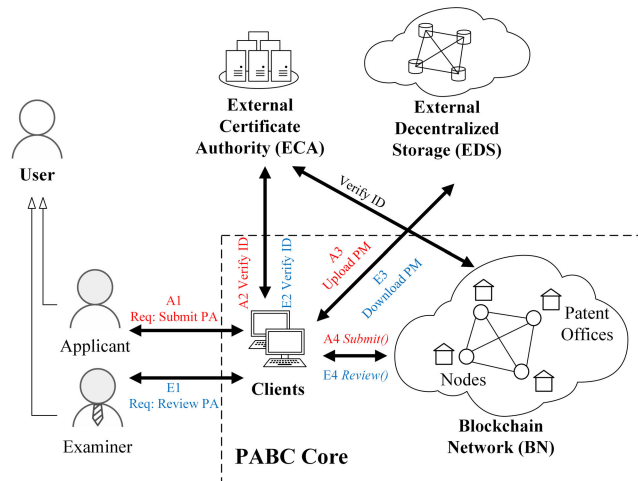 External
Certificate
Authority (ECA)
External
Decentralized
Storage (EDS)
User
Verify ID
A2 Verify ID
E2 Verify ID
A3
Upload PM
E3
Download PM
Applicant
A1
Req: Submit PA
Clients
A4 Submit()
E4 Review()
Patent
Offices
Nodes
Examiner
E1
Req: Review PA
Blockchain
Network (BN)
PABC Core